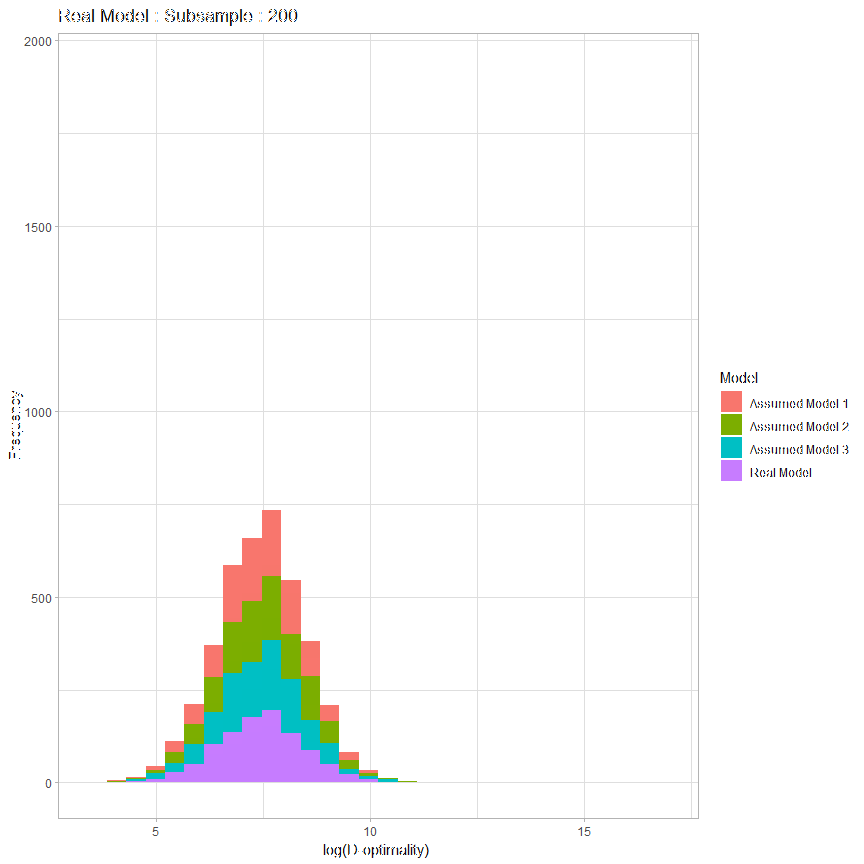 Real Model : Subsample : 200
2000
1500
1000
500
0
Frequency
5
10
15
log(D-optimality)
Model
Assumed Model 1
Assumed Model 2
Assumed Model 3
Real Model